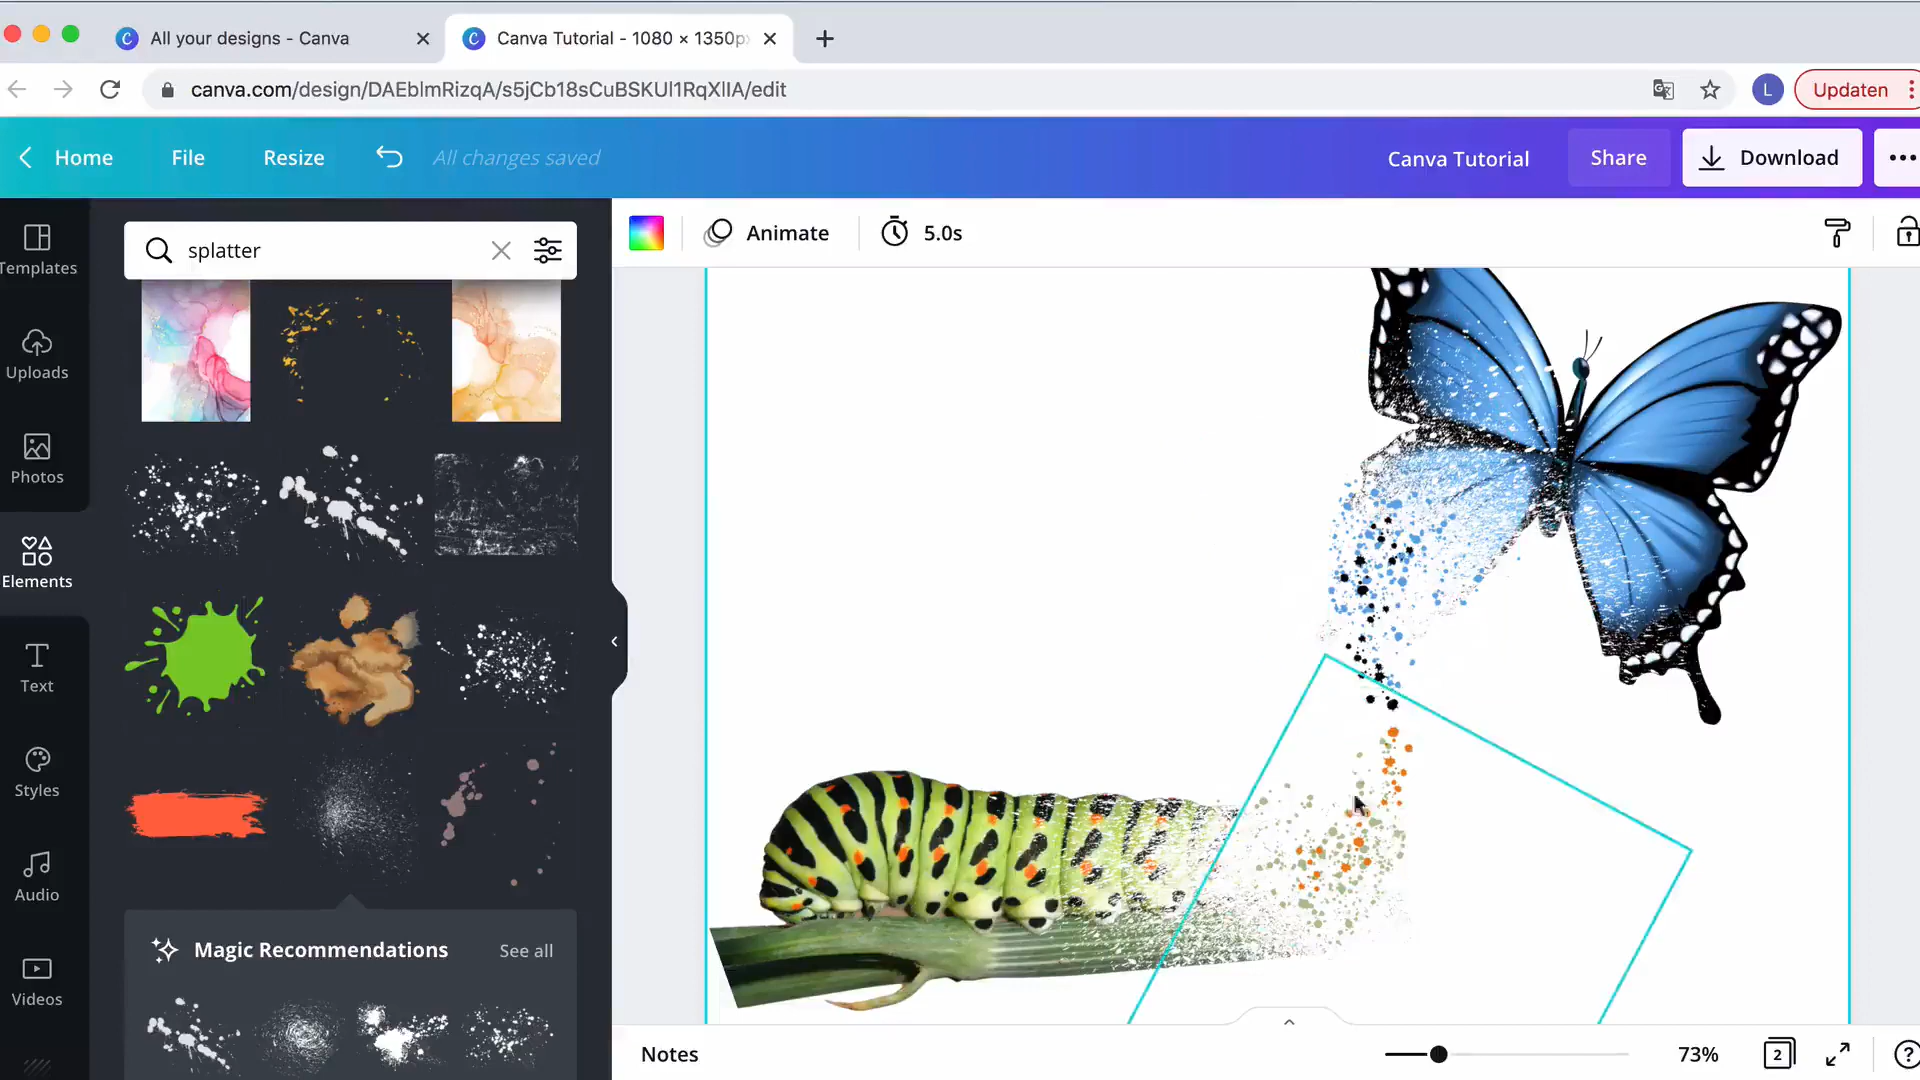 All your designs - Canva
Canva Tutorial - 1080 × 1350px
canva.com/design/DAEblmRizqA/s5jCb18sCuBSKUl1RqXlIA/edit
L
Updaten
Home
File
Resize
All changes saved
Canva Tutorial
Share
Download
Templates
Uploads
Photos
Elements
Text
Styles
Audio
Videos
splatter
Animate
5.0s
Magic Recommendations
See all
Notes
73%
2
?